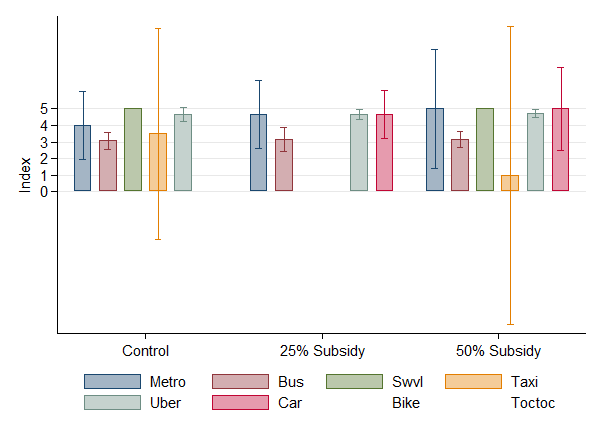 5
4
3
2
1
0
Index
Control 25% Subsidy 50% Subsidy
Metro Bus Swvl Taxi
Uber Car Bike Toctoc